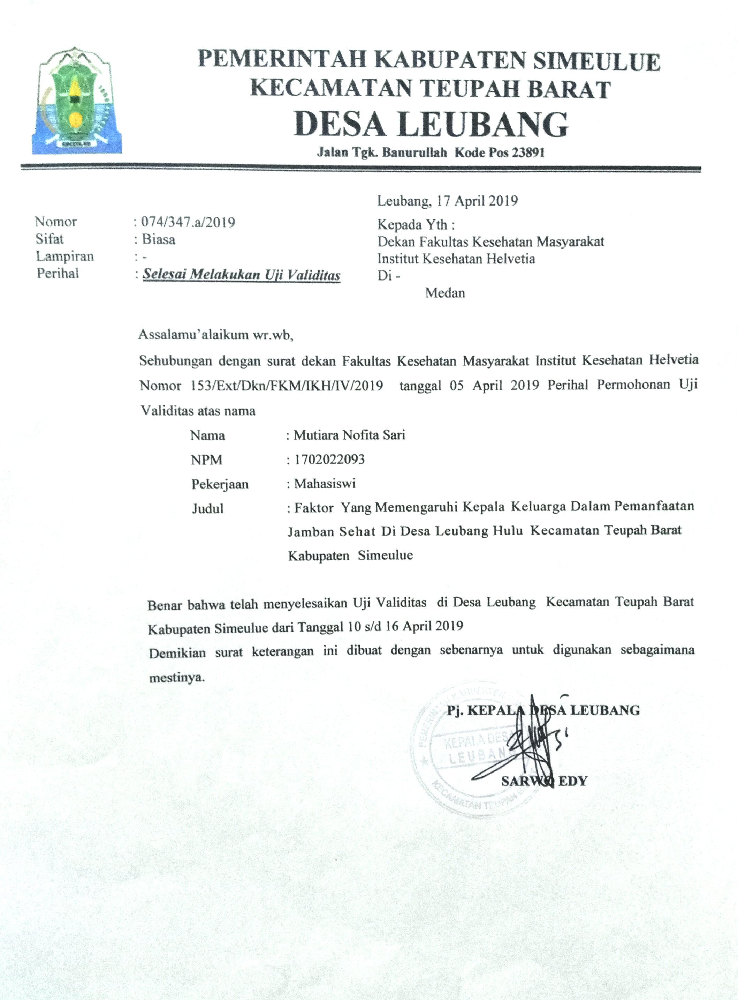 PEMERINTAH KABUPATEN SIMEULUE
KECAMATAN TEUPAH BARAT
DESA LEUBANG
Jalan Tgk. Banurullah Kode Pos 23891
Leubang, 17 April 2019
Nomor : 074/347.a/2019
Sifat : Biasa
Lampiran : -
Perihal : Selesai Melakukan Uji Validitas
Kepada Yth :
Dekan Fakultas Kesehatan Masyarakat
Institut Kesehatan Helvetia
Di -
Medan
Assalamu’alaikum wr.wb,
Sehubungan dengan surat dekan Fakultas Kesehatan Masyarakat Institut Kesehatan Helvetia
Nomor 153/Ext/Dkn/FKM/IKH/IV/2019 tanggal 05 April 2019 Perihal Permohonan Uji
Validitas atas nama
Nama : Mutiara Nofita Sari
NPM : 1702022093
Pekerjaan : Mahasiswi
Judul : Faktor Yang Memengaruhi Kepala Keluarga Dalam Pemanfaatan
Jamban Sehat Di Desa Leubang Hulu Kecamatan Teupah Barat
Kabupaten Simeulue
Benar bahwa telah menyelesaikan Uji Validitas di Desa Leubang Kecamatan Teupah Barat
Kabupaten Simeulue dari Tanggal 10 s/d 16 April 2019
Demikian surat keterangan ini dibuat dengan sebenarnya untuk digunakan sebagaimana
mestinya.
Pj. KEPALA DESA LEUBANG
PEMERINTAH KABUPATEN
KEPALA DESA
LEUBANG
KECAMATAN TEUPAH
SARWO EDY